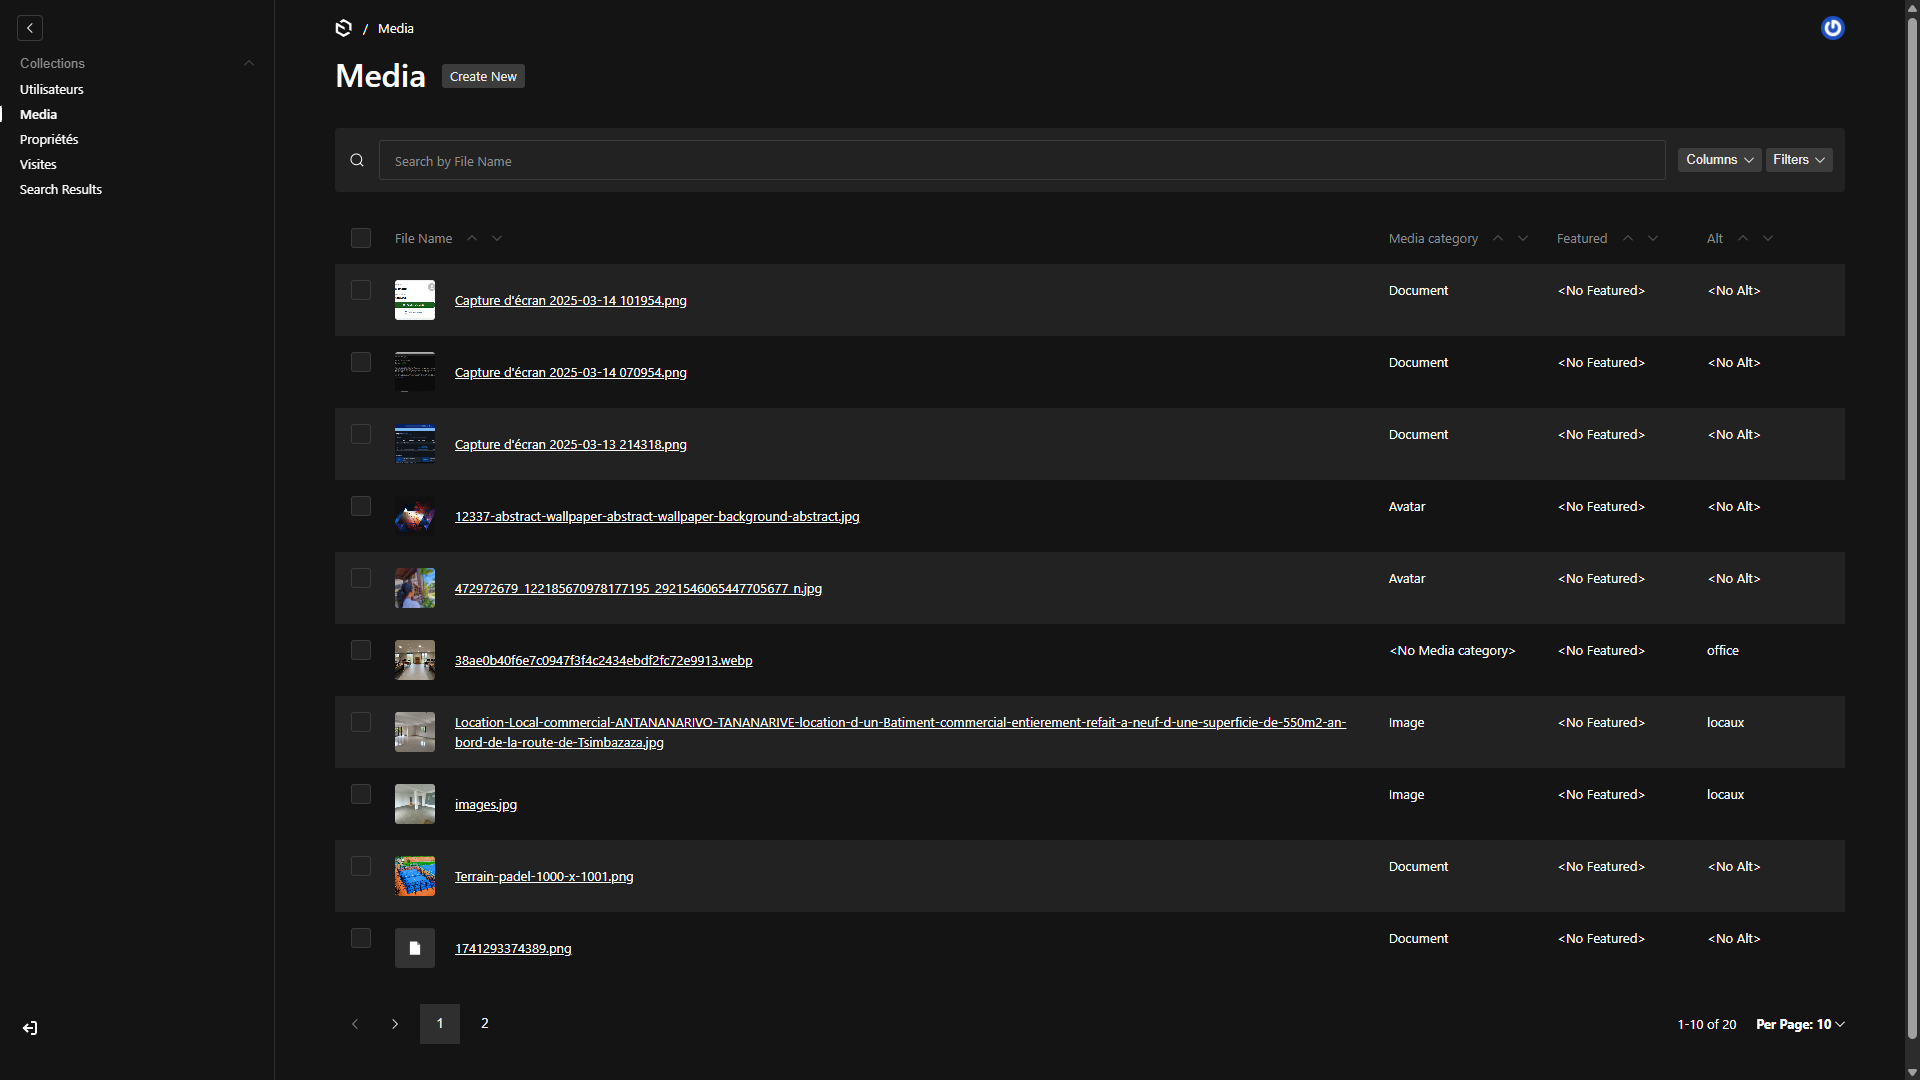 / Media
Collections
Utilisateurs
Media
Propriétés
Visites
Search Results
Media
Create New
Search by File Name
Columns
Filters
File Name
Media category
Featured
Alt
Capture d'écran 2025-03-14 101954.png
Document
<No Featured>
<No Alt>
Capture d'écran 2025-03-14 070954.png
Document
<No Featured>
<No Alt>
Capture d'écran 2025-03-13 214318.png
Document
<No Featured>
<No Alt>
12337-abstract-wallpaper-abstract-wallpaper-background-abstract.jpg
Avatar
<No Featured>
<No Alt>
472972679_122185670978177195_2921546065447705677_n.jpg
Avatar
<No Featured>
<No Alt>
38ae0b40f6e7c0947f3f4c2434ebdf2fc72e9913.webp
<No Media category>
<No Featured>
office
Location-Local-commercial-ANTANANARIVO-TANANARIVE-location-d-un-Batiment-commercial-entierement-refait-a-neuf-d-une-superficie-de-550m2-an-
bord-de-la-route-de-Tsimbazaza.jpg
Image
<No Featured>
locaux
images.jpg
Image
<No Featured>
locaux
Terrain-padel-1000-x-1001.png
Document
<No Featured>
<No Alt>
1741293374389.png
Document
<No Featured>
<No Alt>
1
2
1-10 of 20
Per Page: 10